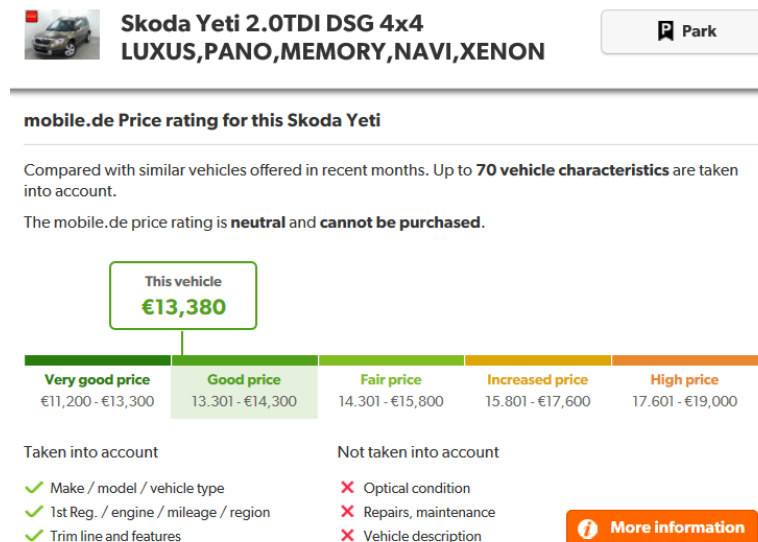 Skoda Yeti 2.0TDI DSG 4x4
LUXUS,PANO,MEMORY,NAVI,XENON
Park
mobile.de Price rating for this Skoda Yeti
Compared with similar vehicles offered in recent months. Up to 70 vehicle characteristics are taken
into account.
The mobile.de price rating is neutral and cannot be purchased.
This vehicle
€13,380
Very good price
€11,200 - €13,300
Good price
13.301 - €14,300
Fair price
14.301 - €15,800
Increased price
15.801 - €17,600
High price
17.601 - €19,000
Taken into account
Make / model / vehicle type
1st Reg. / engine / mileage / region
Trim line and features
Not taken into account
Optical condition
Repairs, maintenance
Vehicle description
More information